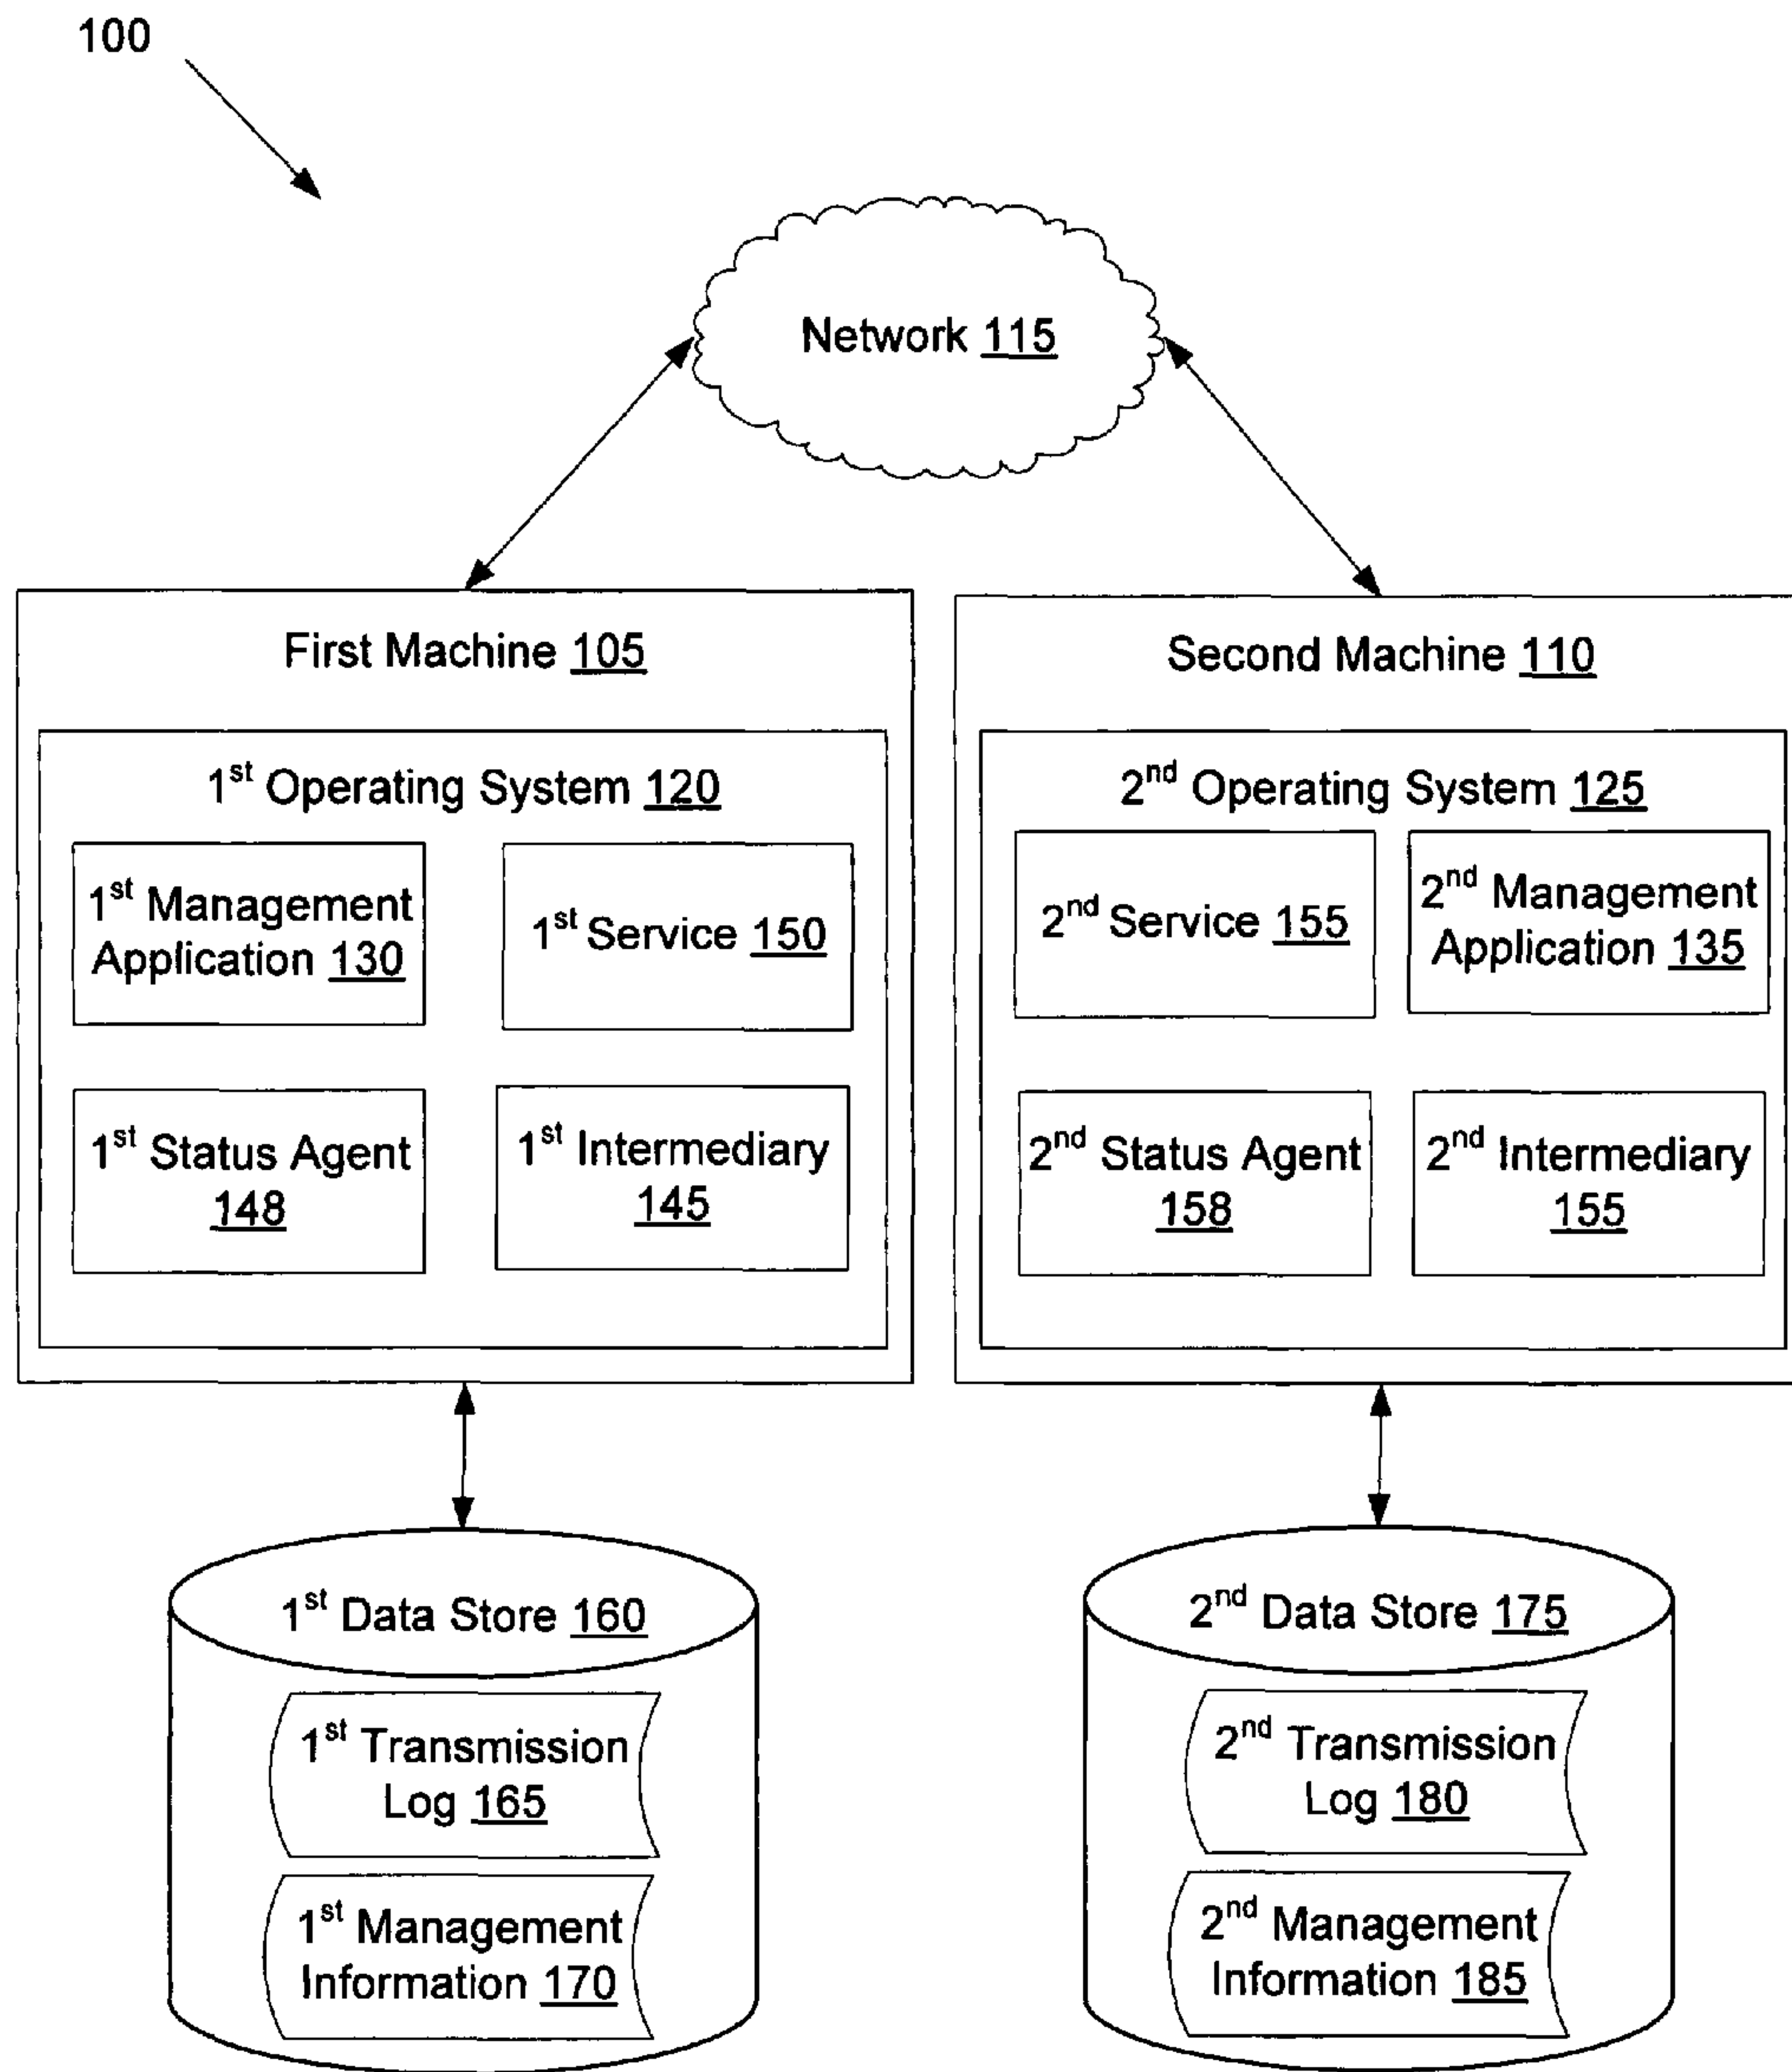 100
Network 115
First Machine 105
1st Operating System 120
1st Management
Application 130
1st Service 150
1st Status Agent
148
1st Intermediary
145
Second Machine 110
2nd Operating System 125
2nd Service 155
2nd Management
Application 135
2nd Status Agent
158
2nd Intermediary
155
1st Data Store 160
1st Transmission
Log 165
1st Management
Information 170
2nd Data Store 175
2nd Transmission
Log 180
2nd Management
Information 185